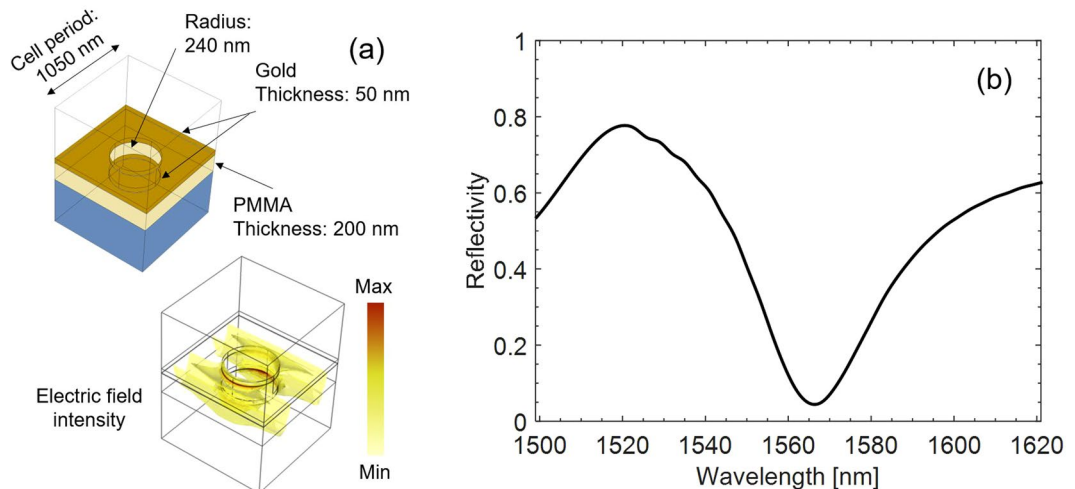 Cell period:
1050 nm
Radius:
240 nm
(a)
Gold
Thickness: 50 nm
PMMA
Thickness: 200 nm
Max
Electric field
intensity
Min
(b)
Reflectivity
1
0.8
0.6
0.4
0.2
0
1500 1520 1540 1560 1580 1600 1620
Wavelength [nm]